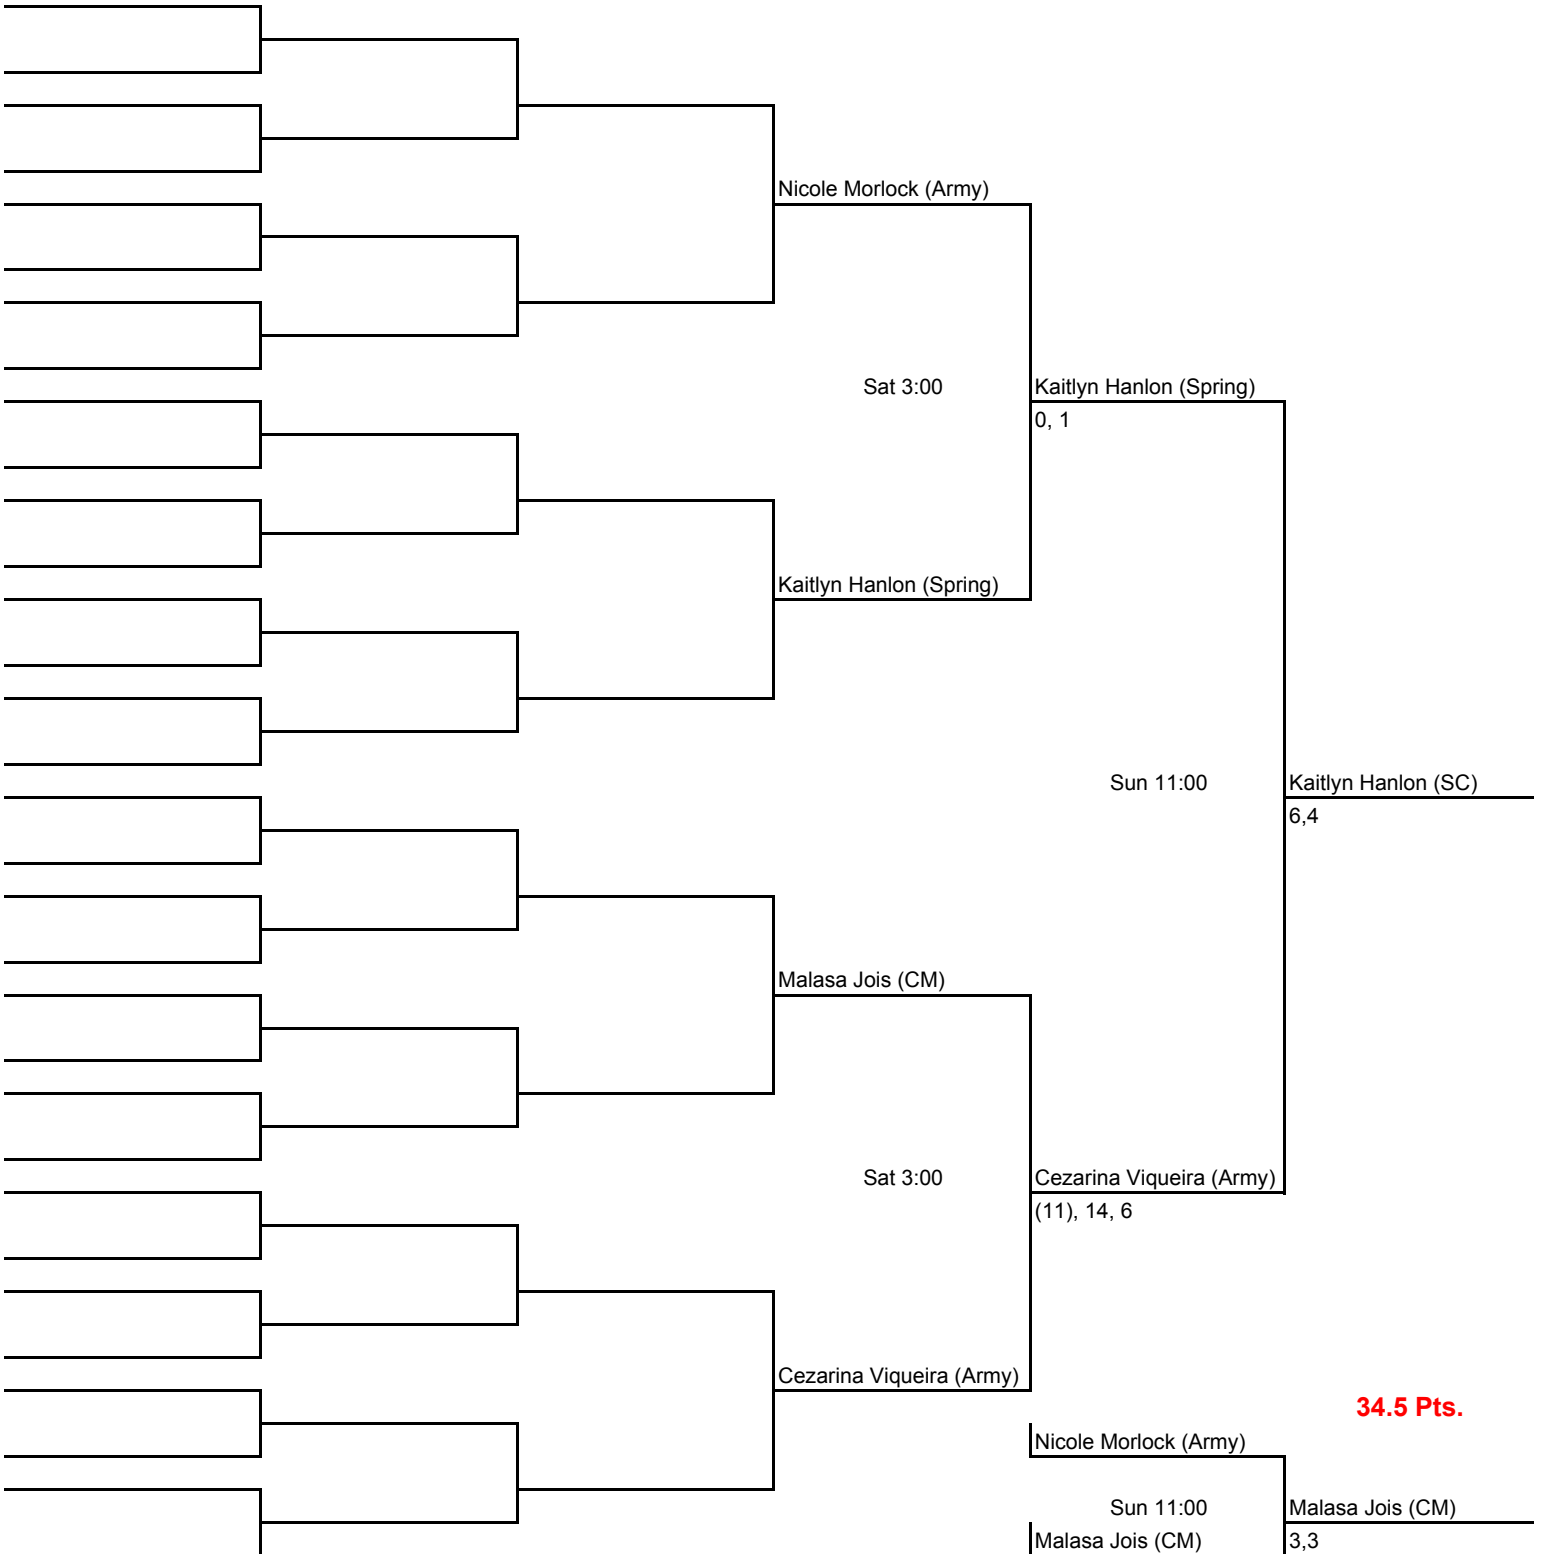 Nicole Morlock (Army)
Sat 3:00
Kaitlyn Hanlon (Spring)
0, 1
Kaitlyn Hanlon (Spring)
Sun 11:00
Kaitlyn Hanlon (SC)
6,4
Malasa Jois (CM)
Sat 3:00
Cezarina Viqueira (Army)
(11), 14, 6
Cezarina Viqueira (Army)
34.5 Pts.
Nicole Morlock (Army)
Sun 11:00
Malasa Jois (CM)
Malasa Jois (CM)
3,3